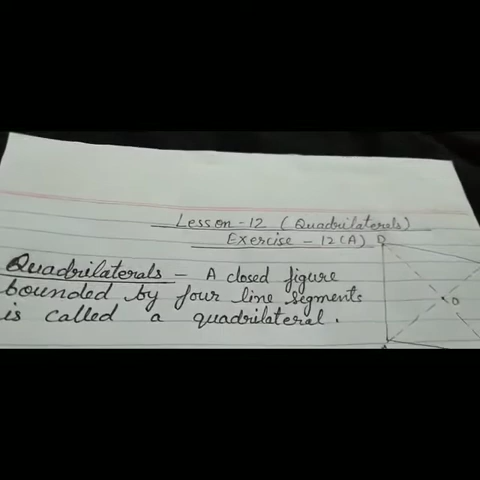 Lesson-12 (Quadrilaterals)
Exercise - 12(A)
D
Quadrilaterals - A closed figure
bounded by four line segments
is called a quadrilateral.
O
A